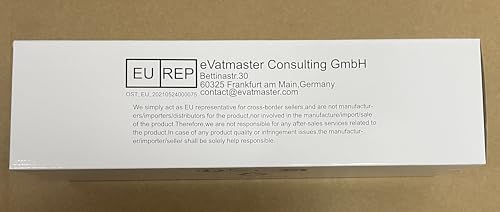 EU REP
eVatmaster Consulting GmbH
Bettinastr.30
60325 Frankfurt am Main,Germany
contact@evatmaster.com
OST_EU_20210524000075
We simply act as EU representative for cross-border sellers,and are not manufactur-
ers/importers/distributors for the product,nor involved in the manufacture/import/sale
of the product.Therefore,we are not responsible for any after-sales services related to
the product.In case of any product quality or infringement issues,the manufactur-
er/importer/seller shall be solely help responsible.